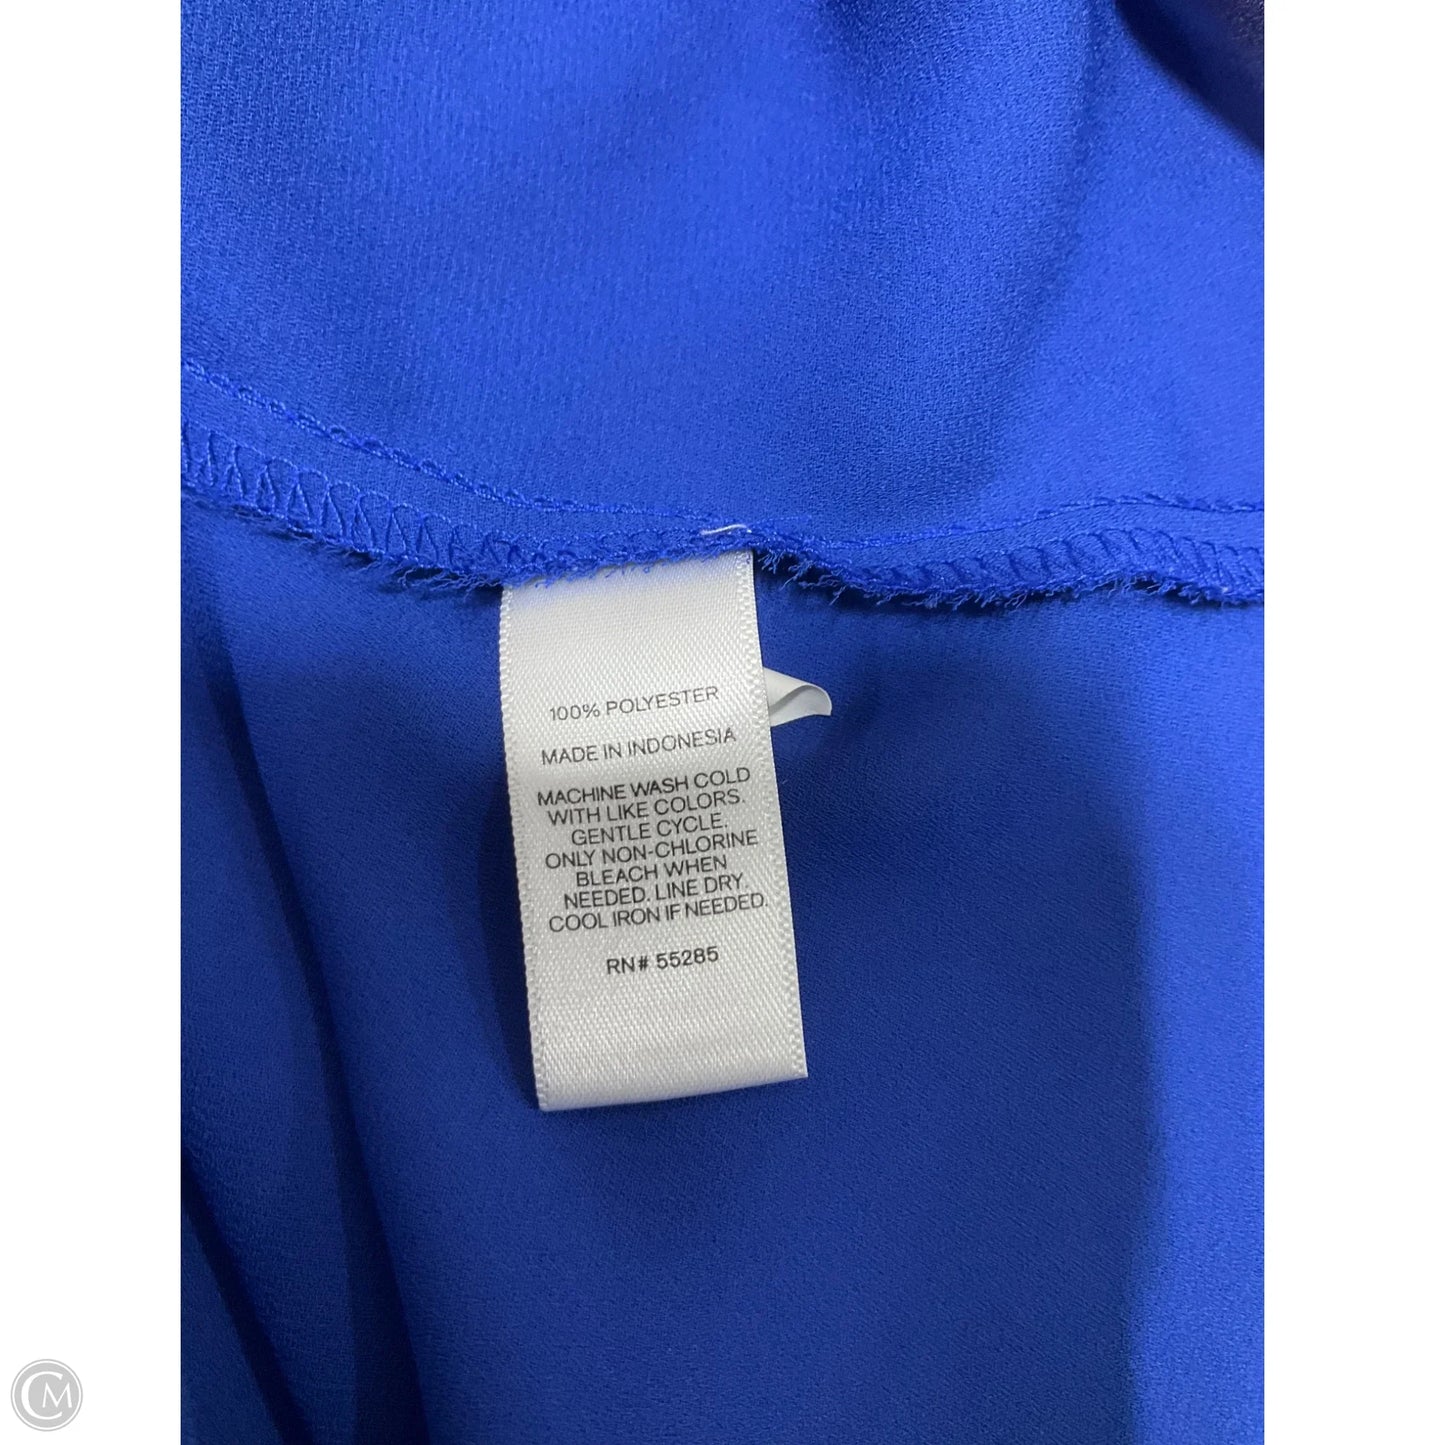 100% POLYESTER
MADE IN INDONESIA
MACHINE WASH COLD
WITH LIKE COLORS.
GENTLE CYCLE.
ONLY NON-CHLORINE
BLEACH WHEN
NEEDED. LINE DRY.
COOL IRON IF NEEDED.
RN# 55285
CM